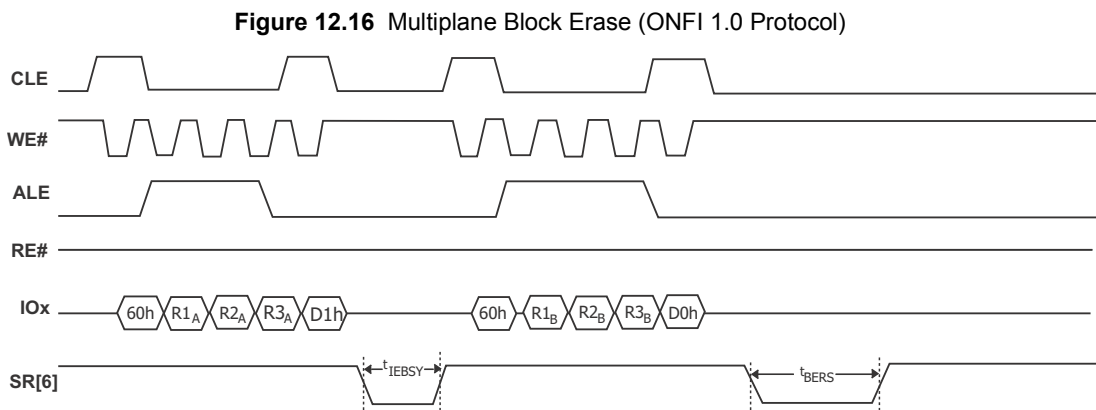 Figure 12.16 Multiplane Block Erase (ONFI 1.0 Protocol)
CLE
WE#
ALE
RE#
IOx 60h R1A R2A R3A D1h 60h R1B R2B R3B D0h
SR[6] tIEBSY tBERS